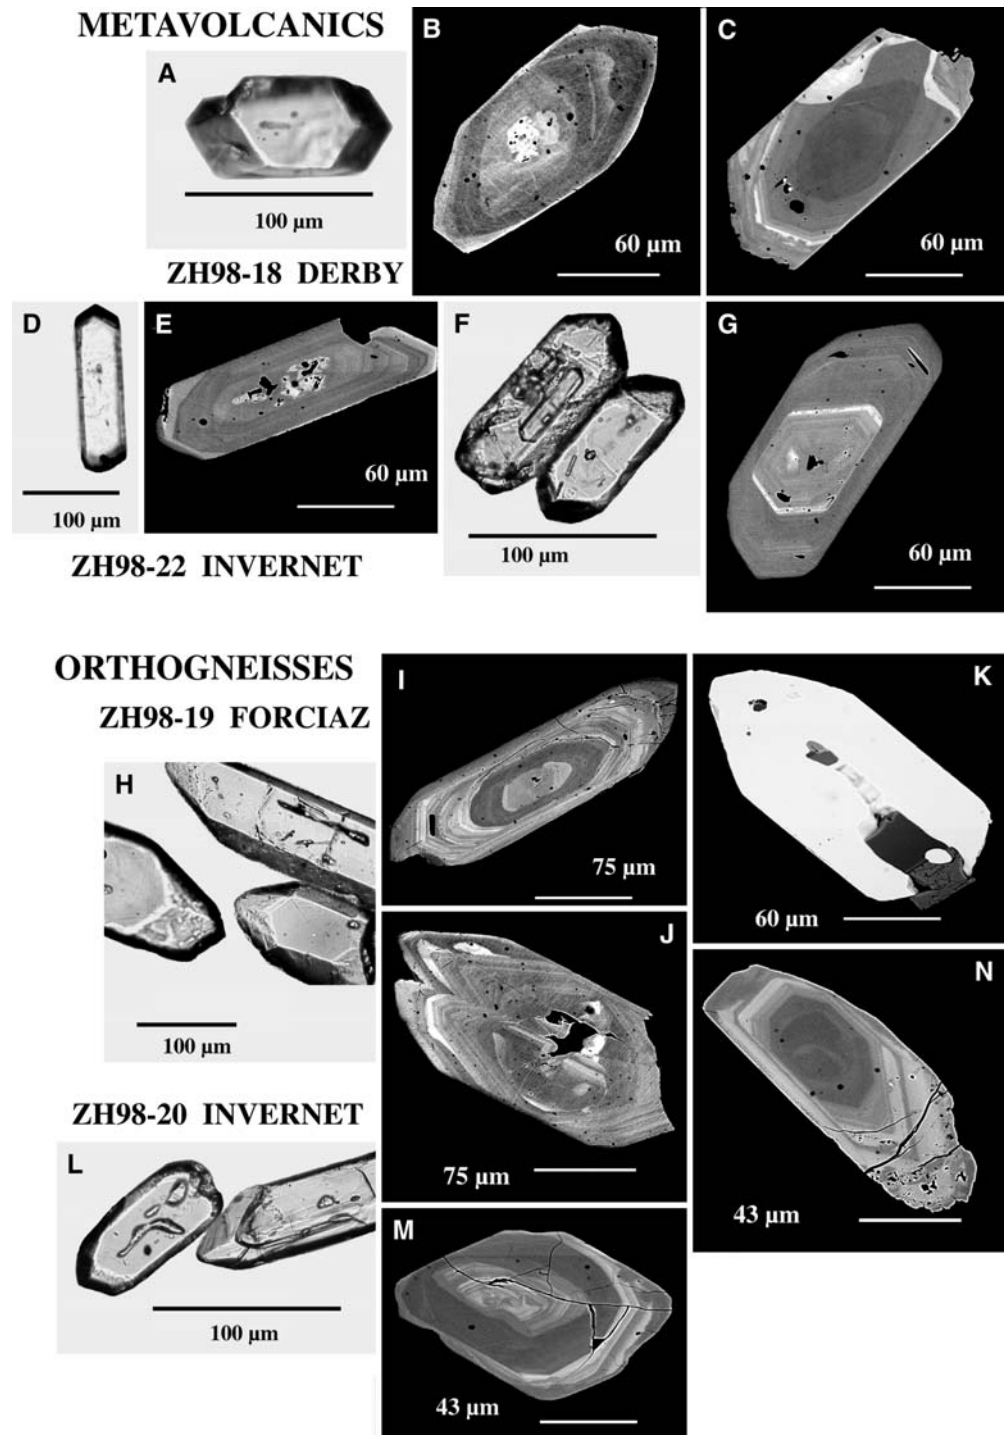 METAVOLCANICS
A
100 µm
B
60 µm
C
60 µm
ZH98-18 DERBY
D
100 µm
E
60 µm
F
100 µm
G
60 µm
ZH98-22 INVERNET
ORTHOGNEISSES
ZH98-19 FORCIAZ
H
100 µm
I
75 µm
K
60 µm
J
75 µm
N
43 µm
ZH98-20 INVERNET
L
100 µm
M
43 µm